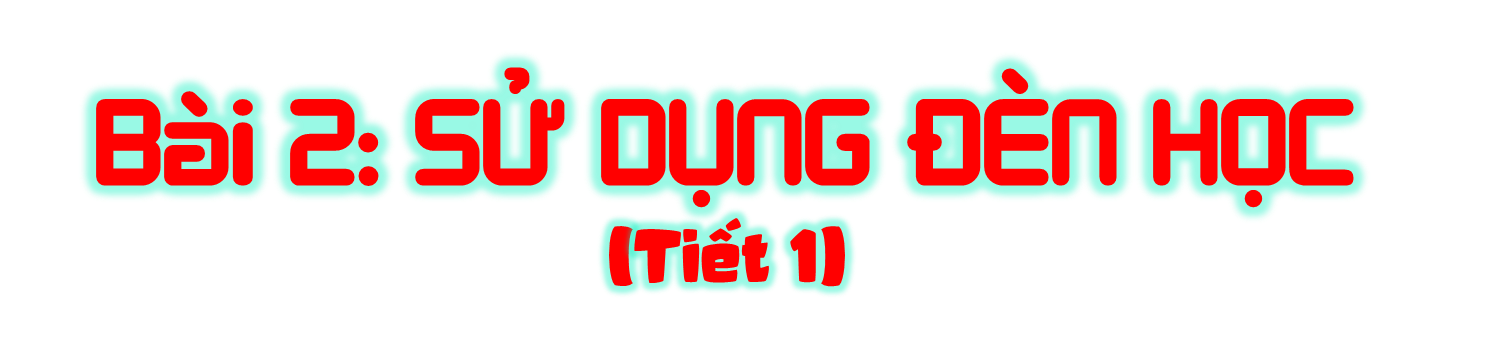 Bài 2: SỬ DỤNG ĐÈN HỌC
(Tiết 1)